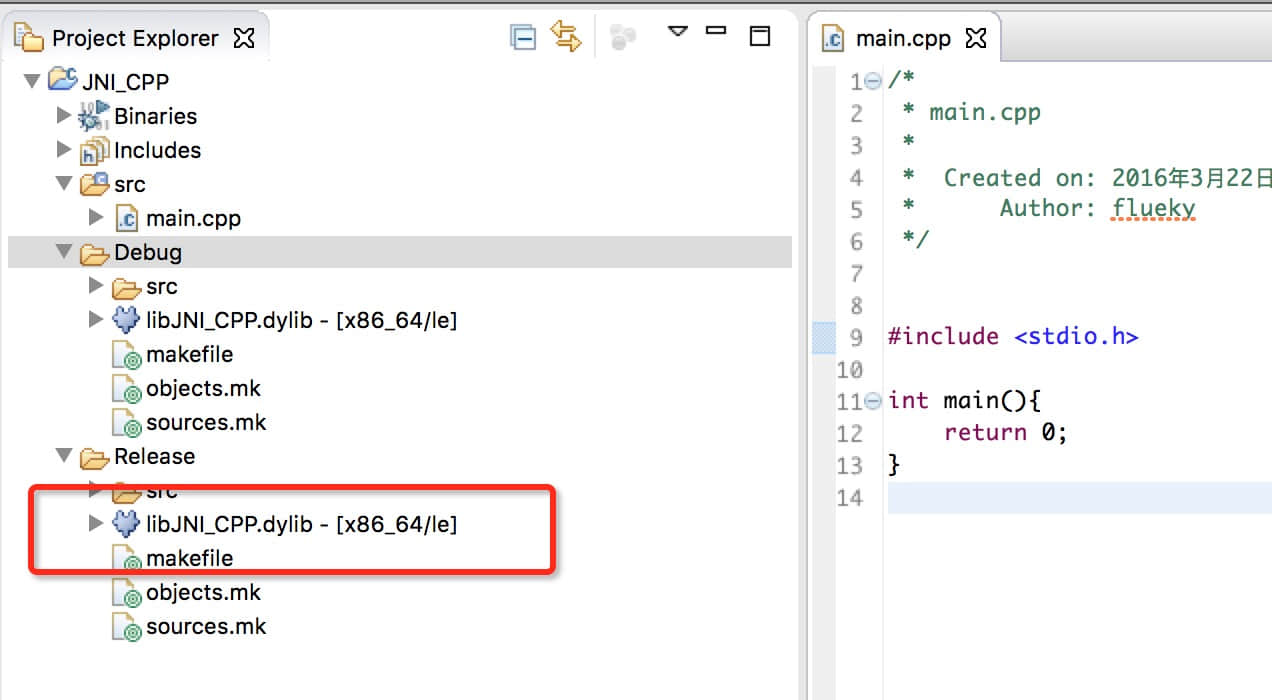 Project Explorer
JNI_CPP
Binaries
Includes
src
main.cpp
Debug
src
libJNI_CPP.dylib - [x86_64/le]
makefile
objects.mk
sources.mk
Release
src
libJNI_CPP.dylib - [x86_64/le]
makefile
objects.mk
sources.mk
main.cpp
1 /*
2 * main.cpp
3 *
4 * Created on: 2016年3月22日
5 * Author: flueky
6 */
7
8
9 #include <stdio.h>
10
11 int main(){
12 return 0;
13 }
14